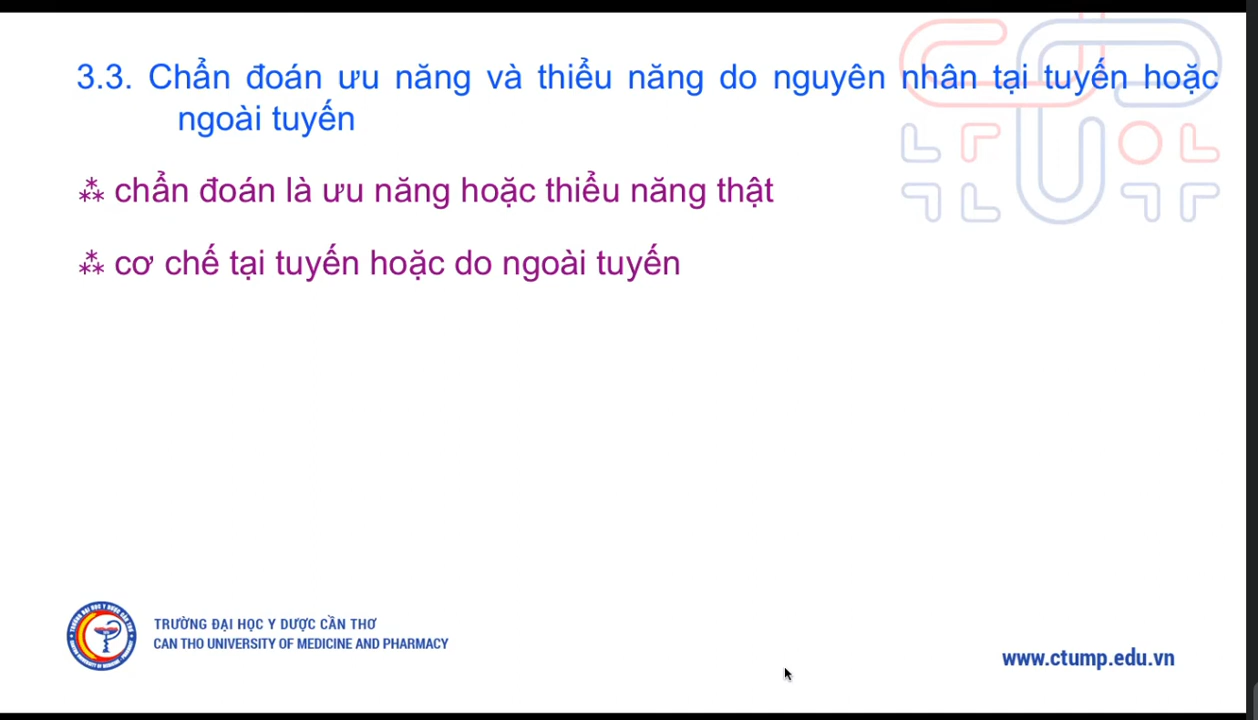 3.3. Chẩn đoán ưu năng và thiểu năng do nguyên nhân tại tuyến hoặc
ngoài tuyến
⁂ chẩn đoán là ưu năng hoặc thiểu năng thật
⁂ cơ chế tại tuyến hoặc do ngoài tuyến
TRƯỜNG ĐẠI HỌC Y DƯỢC CẦN THƠ
CAN THO UNIVERSITY OF MEDICINE AND PHARMACY
www.ctump.edu.vn